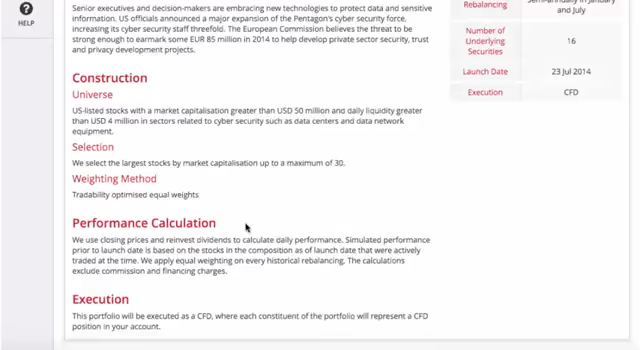 Senior executives and decision-makers are embracing new technologies to protect data and sensitive
information. US officials announced a major expansion of the Pentagon's cyber security force,
increasing its cyber security staff threefold. The European Commission believes the threat to be
strong enough to earmark some EUR 85 million in 2014 to help develop private sector security, trust
and privacy development projects.
Construction
Universe
US-listed stocks with a market capitalisation greater than USD 50 million and daily liquidity greater
than USD 4 million in sectors related to cyber security such as data centers and data network
equipment.
Selection
We select the largest stocks by market capitalisation up to a maximum of 30.
Weighting Method
Tradability optimised equal weights
Performance Calculation
We use closing prices and reinvest dividends to calculate daily performance. Simulated performance
prior to launch date is based on the stocks in the composition as of launch date that were actively
traded at the time. We apply equal weighting on every historical rebalancing. The calculations
exclude commission and financing charges.
Execution
This portfolio will be executed as a CFD, where each constituent of the portfolio will represent a CFD
position in your account.
Rebalancing
Semi-annually in January
and July
Number of
Underlying
Securities
16
Launch Date
23 Jul 2014
Execution
CFD
HELP